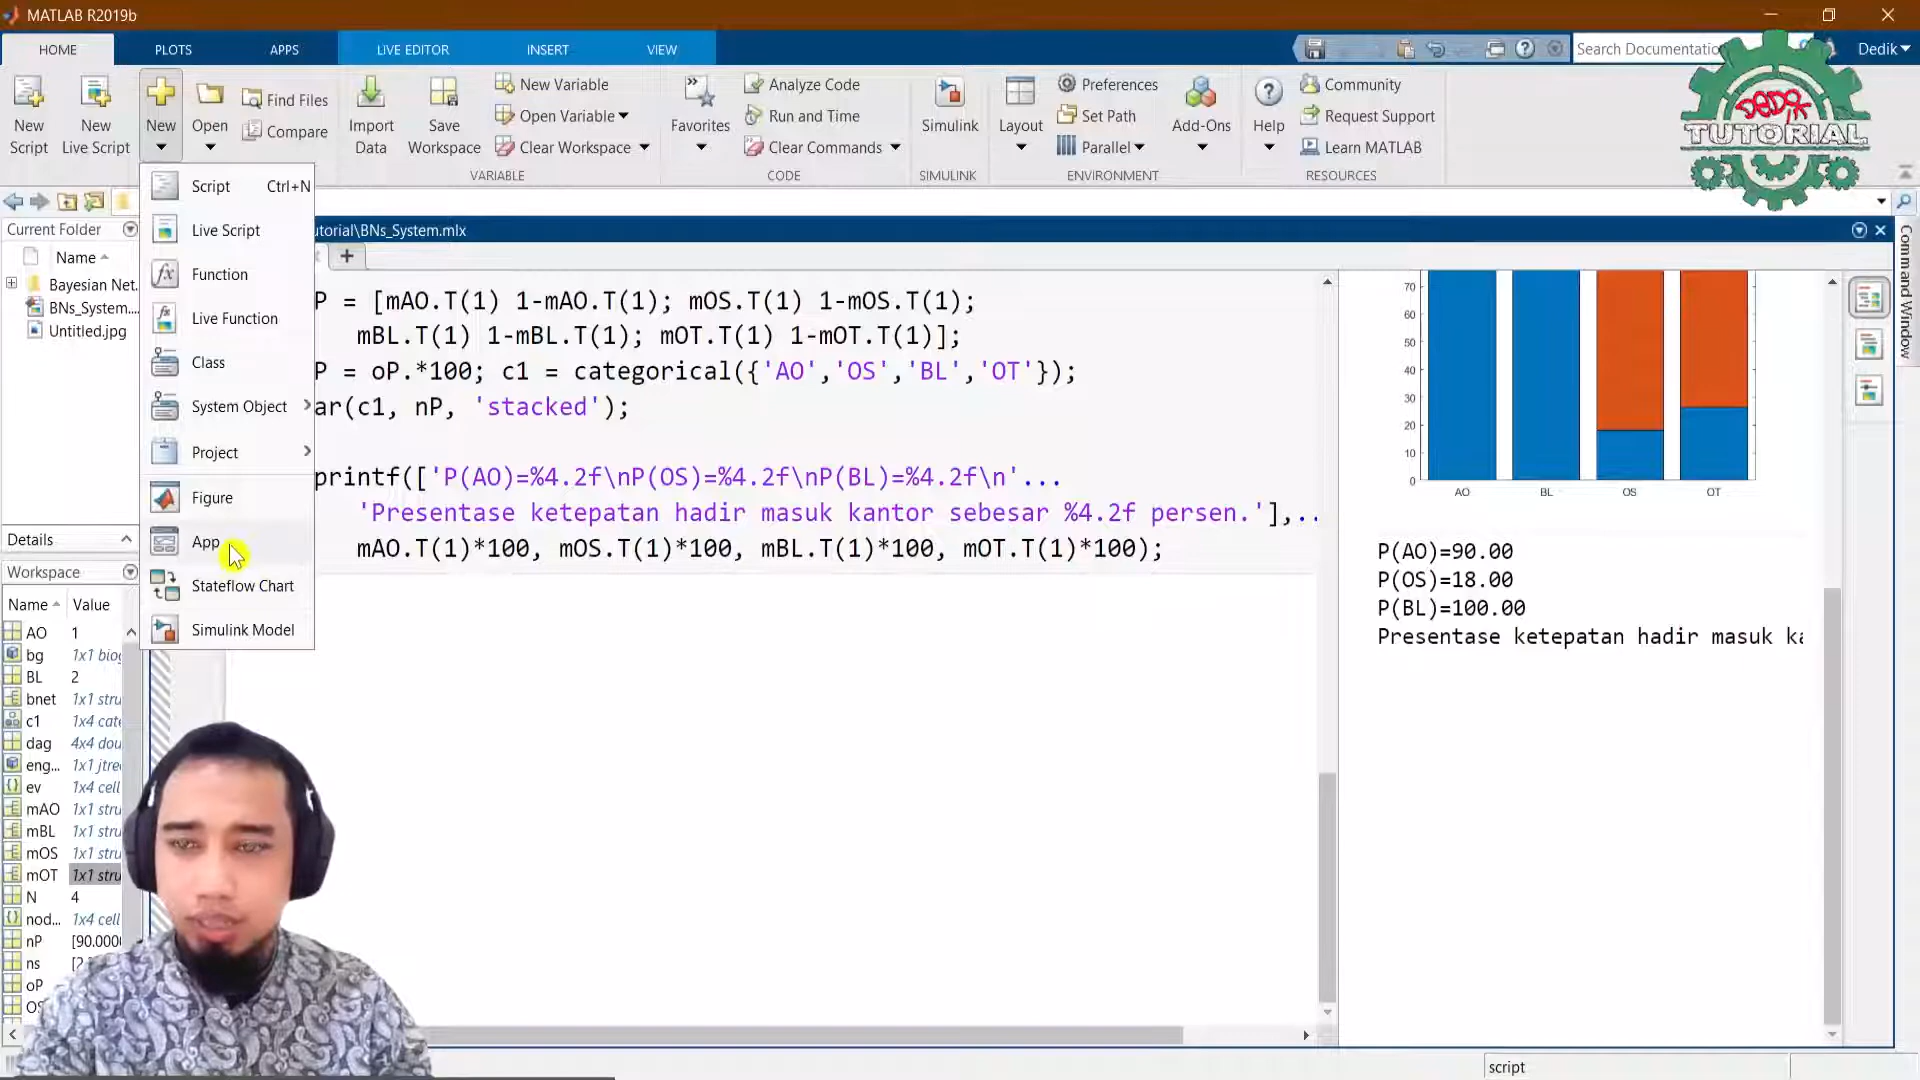 MATLAB R2019b
HOME
PLOTS
APPS
LIVE EDITOR
INSERT
VIEW
Search Documentatio
Dedik
New
Script
New
Live Script
New
Open
Find Files
Compare
Import
Data
Save
Workspace
New Variable
Open Variable
Clear Workspace
VARIABLE
Favorites
Analyze Code
Run and Time
Clear Commands
CODE
Simulink
SIMULINK
Layout
Preferences
Set Path
Parallel
ENVIRONMENT
Add-Ons
Help
Community
Request Support
Learn MATLAB
RESOURCES
DEDIK
TUTORIAL
Script Ctrl+N
Live Script
Function
Live Function
Class
System Object
Project
Figure
App
Stateflow Chart
Simulink Model
Current Folder
Name
Bayesian Net.
BNs_System....
Untitled.jpg
Details
Workspace
Name Value
AO 1
bg 1x1 biog
BL 2
bnet 1x1 stru
c1 1x4 cate
dag 4x4 dou
eng... 1x1 jtree
ev 1x4 cell
mAO 1x1 stru
mBL 1x1 stru
mOS 1x1 stru
mOT 1x1 stru
N 4
nod... 1x4 cell
nP [90.0000
ns [2
oP
OS
utorial\BNs_System.mlx
+
P = [mAO.T(1) 1-mAO.T(1); mOS.T(1) 1-mOS.T(1);
mBL.T(1) 1-mBL.T(1); mOT.T(1) 1-mOT.T(1)];
P = oP.*100; c1 = categorical({'AO','OS','BL','OT'});
ar(c1, nP, 'stacked');
printf(['P(AO)=%4.2f\nP(OS)=%4.2f\nP(BL)=%4.2f\n'...
'Presentase ketepatan hadir masuk kantor sebesar %4.2f persen.'],..
mAO.T(1)*100, mOS.T(1)*100, mBL.T(1)*100, mOT.T(1)*100);
70
60
50
40
30
20
10
0
AO BL OS OT
P(AO)=90.00
P(OS)=18.00
P(BL)=100.00
Presentase ketepatan hadir masuk ka
Command Window
script